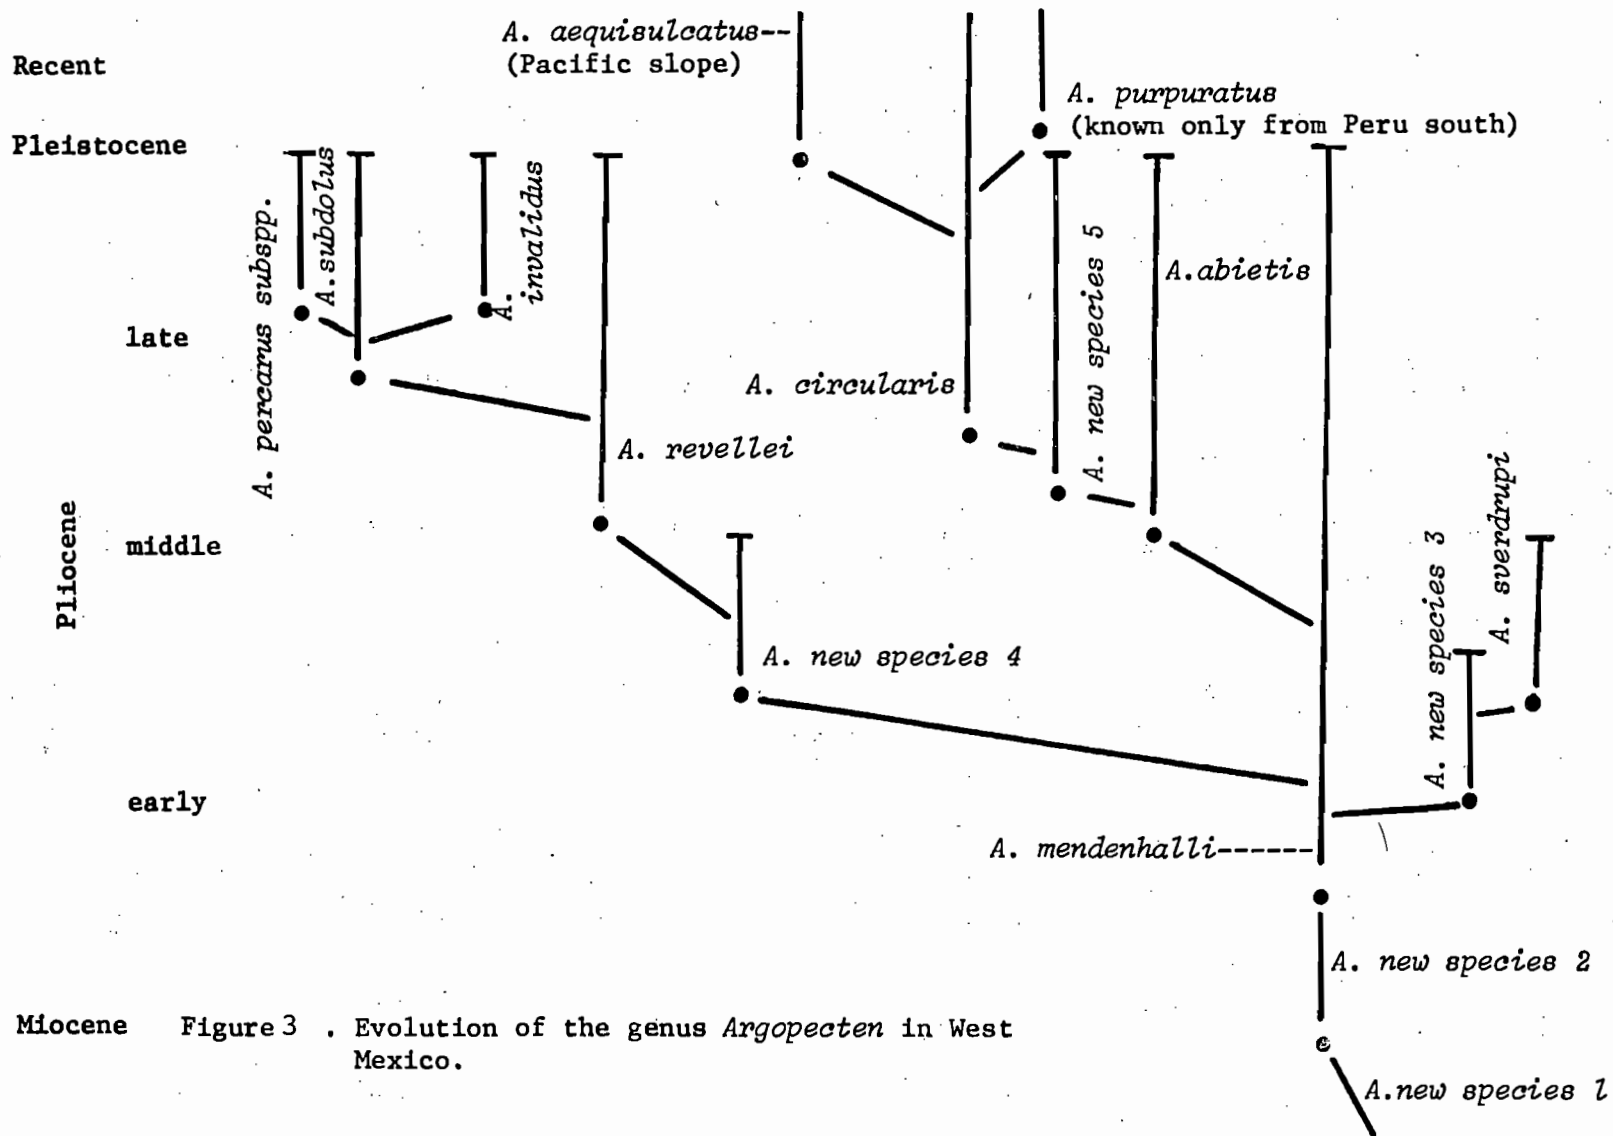 A. aequisulcatus--
(Pacific slope)
Recent
A. purpuratus
(known only from Peru south)
Pleistocene
A. percarus subspp.
A. subdolus
A. invalidus
A. new species 5
A. abietis
late
A. circularis
A. revellei
Pliocene
middle
A. new species 3
A. sverdrupi
A. new species 4
early
A. mendenhalli------
A. new species 2
Miocene Figure 3 . Evolution of the genus Argopecten in West
Mexico.
A. new species 1